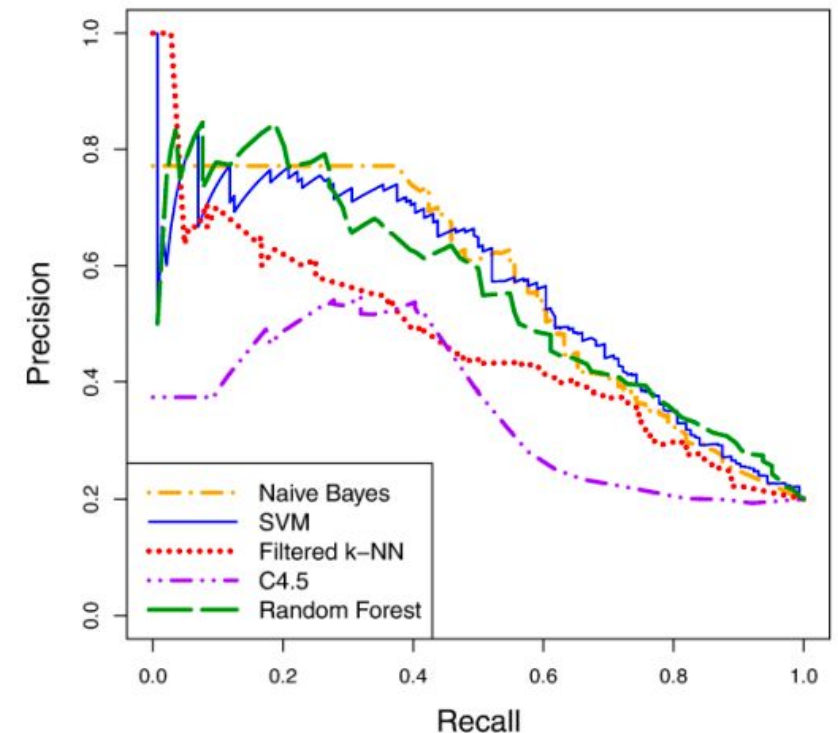 1.0
0.8
0.6
0.4
0.2
0.0
Precision
Naive Bayes
SVM
Filtered k-NN
C4.5
Random Forest
0.0 0.2 0.4 0.6 0.8 1.0
Recall